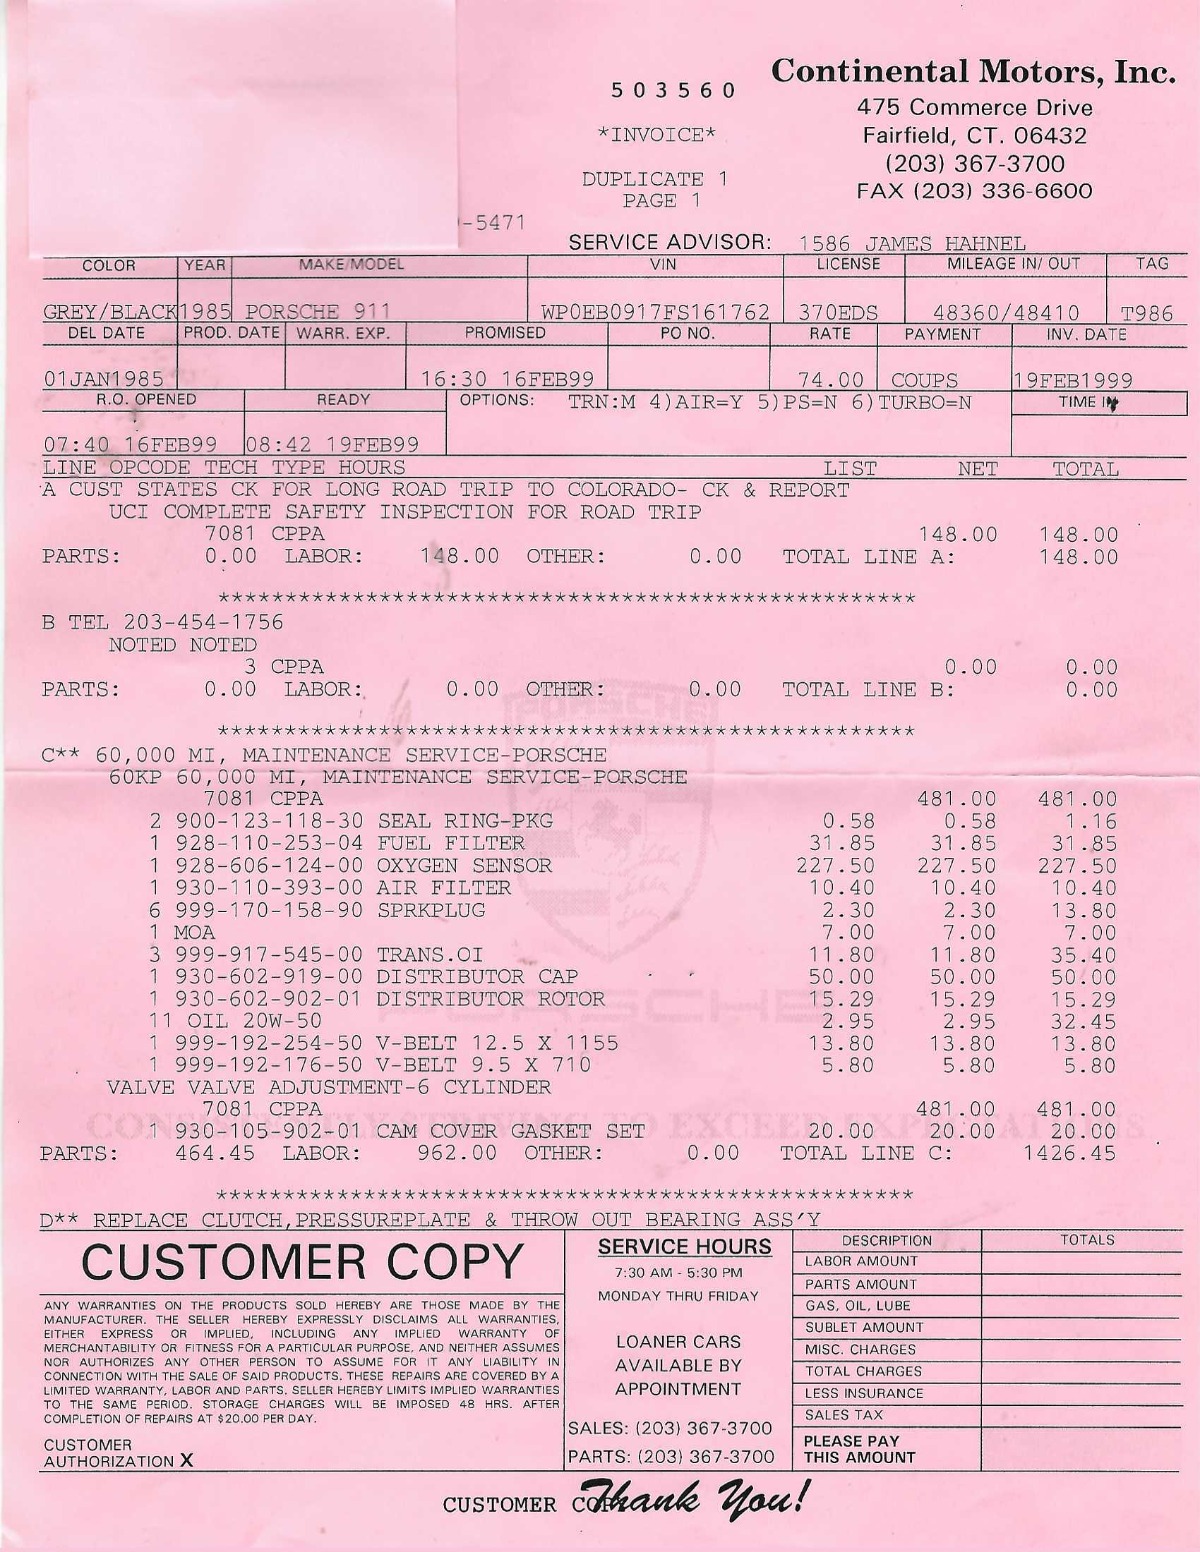 Continental Motors, Inc.
503560
475 Commerce Drive
*INVOICE*
Fairfield, CT. 06432
(203) 367-3700
DUPLICATE 1
FAX (203) 336-6600
PAGE 1
-5471
SERVICE ADVISOR: 1586 JAMES HAHNEL
COLOR YEAR MAKE/MODEL VIN LICENSE MILEAGE IN/OUT TAG
GREY/BLACK 1985 PORSCHE 911 WP0EB0917FS161762 370EDS 48360/48410 T986
DEL DATE PROD. DATE WARR. EXP. PROMISED PO NO. RATE PAYMENT INV. DATE
01JAN1985 16:30 16FEB99 74.00 COUPS 19FEB1999
R.O. OPENED READY OPTIONS: TRN:M 4)AIR=Y 5)PS=N 6)TURBO=N TIME IN
07:40 16FEB99 08:42 19FEB99
LINE OPCODE TECH TYPE HOURS LIST NET TOTAL
A CUST STATES CK FOR LONG ROAD TRIP TO COLORADO- CK & REPORT
UCI COMPLETE SAFETY INSPECTION FOR ROAD TRIP
7081 CPPA 148.00 148.00
PARTS: 0.00 LABOR: 148.00 OTHER: 0.00 TOTAL LINE A: 148.00
****************************************************
B TEL 203-454-1756
NOTED NOTED
3 CPPA 0.00 0.00
PARTS: 0.00 LABOR: 0.00 OTHER: 0.00 TOTAL LINE B: 0.00
PORSCHE
****************************************************
C** 60,000 MI, MAINTENANCE SERVICE-PORSCHE
60KP 60,000 MI, MAINTENANCE SERVICE-PORSCHE
7081 CPPA 481.00 481.00
2 900-123-118-30 SEAL RING-PKG 0.58 0.58 1.16
1 928-110-253-04 FUEL FILTER 31.85 31.85 31.85
1 928-606-124-00 OXYGEN SENSOR 227.50 227.50 227.50
1 930-110-393-00 AIR FILTER 10.40 10.40 10.40
6 999-170-158-90 SPRKPLUG 2.30 2.30 13.80
1 MOA 7.00 7.00 7.00
3 999-917-545-00 TRANS.OI 11.80 11.80 35.40
1 930-602-919-00 DISTRIBUTOR CAP 50.00 50.00 50.00
1 930-602-902-01 DISTRIBUTOR ROTOR 15.29 15.29 15.29
PORSCHE
11 OIL 20W-50 2.95 2.95 32.45
1 999-192-254-50 V-BELT 12.5 X 1155 13.80 13.80 13.80
1 999-192-176-50 V-BELT 9.5 X 710 5.80 5.80 5.80
VALVE VALVE ADJUSTMENT-6 CYLINDER
7081 CPPA 481.00 481.00
CONSISTENTLY STRIVING TO EXCEED EXPECTATIONS
1 930-105-902-01 CAM COVER GASKET SET 20.00 20.00 20.00
PARTS: 464.45 LABOR: 962.00 OTHER: 0.00 TOTAL LINE C: 1426.45
****************************************************
D** REPLACE CLUTCH,PRESSUREPLATE & THROW OUT BEARING ASS'Y
CUSTOMER COPY
ANY WARRANTIES ON THE PRODUCTS SOLD HEREBY ARE THOSE MADE BY THE
MANUFACTURER. THE SELLER HEREBY EXPRESSLY DISCLAIMS ALL WARRANTIES,
EITHER EXPRESS OR IMPLIED, INCLUDING ANY IMPLIED WARRANTY OF
MERCHANTABILITY OR FITNESS FOR A PARTICULAR PURPOSE, AND NEITHER ASSUMES
NOR AUTHORIZES ANY OTHER PERSON TO ASSUME FOR IT ANY LIABILITY IN
CONNECTION WITH THE SALE OF SAID PRODUCTS. THESE REPAIRS ARE COVERED BY A
LIMITED WARRANTY, LABOR AND PARTS. SELLER HEREBY LIMITS IMPLIED WARRANTIES
TO THE SAME PERIOD. STORAGE CHARGES WILL BE IMPOSED 48 HRS. AFTER
COMPLETION OF REPAIRS AT $20.00 PER DAY.
CUSTOMER
AUTHORIZATION X
SERVICE HOURS
7:30 AM - 5:30 PM
MONDAY THRU FRIDAY
LOANER CARS
AVAILABLE BY
APPOINTMENT
SALES: (203) 367-3700
PARTS: (203) 367-3700
DESCRIPTION TOTALS
LABOR AMOUNT
PARTS AMOUNT
GAS, OIL, LUBE
SUBLET AMOUNT
MISC. CHARGES
TOTAL CHARGES
LESS INSURANCE
SALES TAX
PLEASE PAY
THIS AMOUNT
CUSTOMER COPY Thank You!